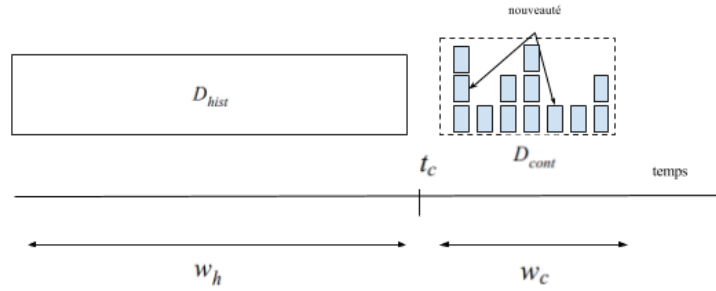 nouveauté
D_hist
D_cont
t_c
temps
w_h
w_c